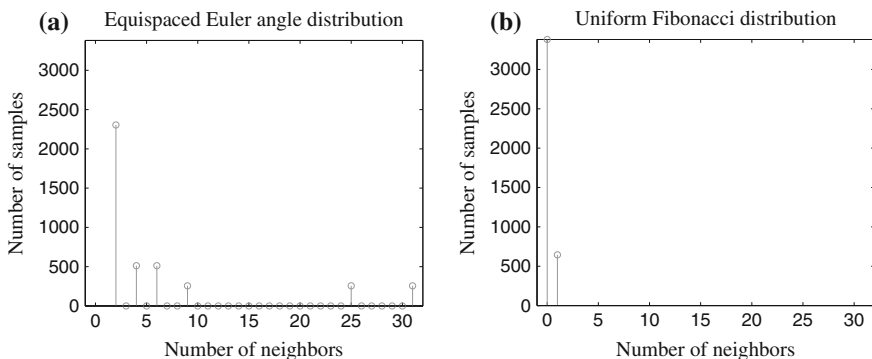 (a) Equispaced Euler angle distribution
3000
2500
2000
1500
1000
500
0
Number of samples
0 5 10 15 20 25 30
Number of neighbors
(b) Uniform Fibonacci distribution
3000
2500
2000
1500
1000
500
0
Number of samples
0 5 10 15 20 25 30
Number of neighbors